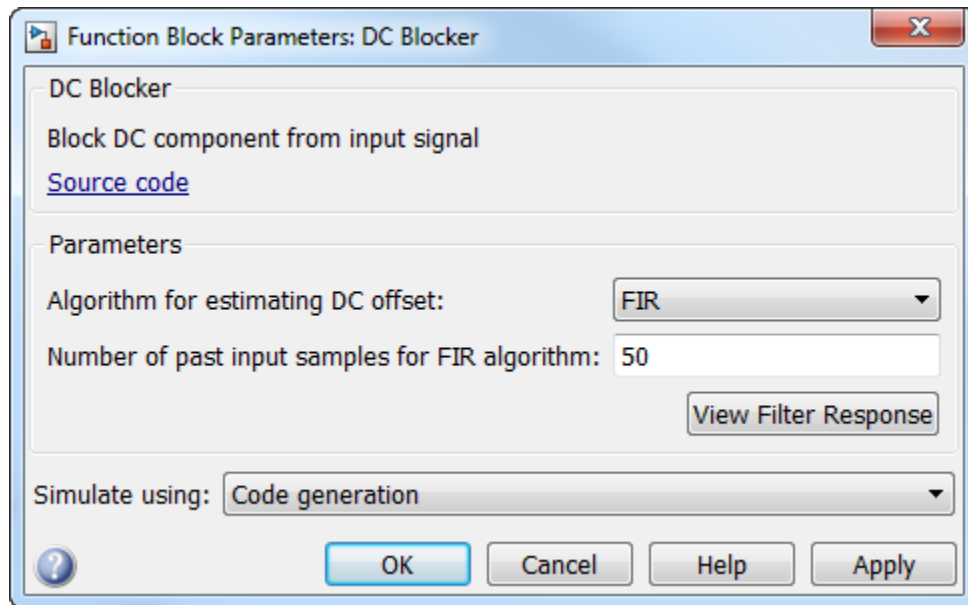 Function Block Parameters: DC Blocker
DC Blocker
Block DC component from input signal
Source code
Parameters
Algorithm for estimating DC offset: FIR
Number of past input samples for FIR algorithm: 50
View Filter Response
Simulate using: Code generation
? OK Cancel Help Apply